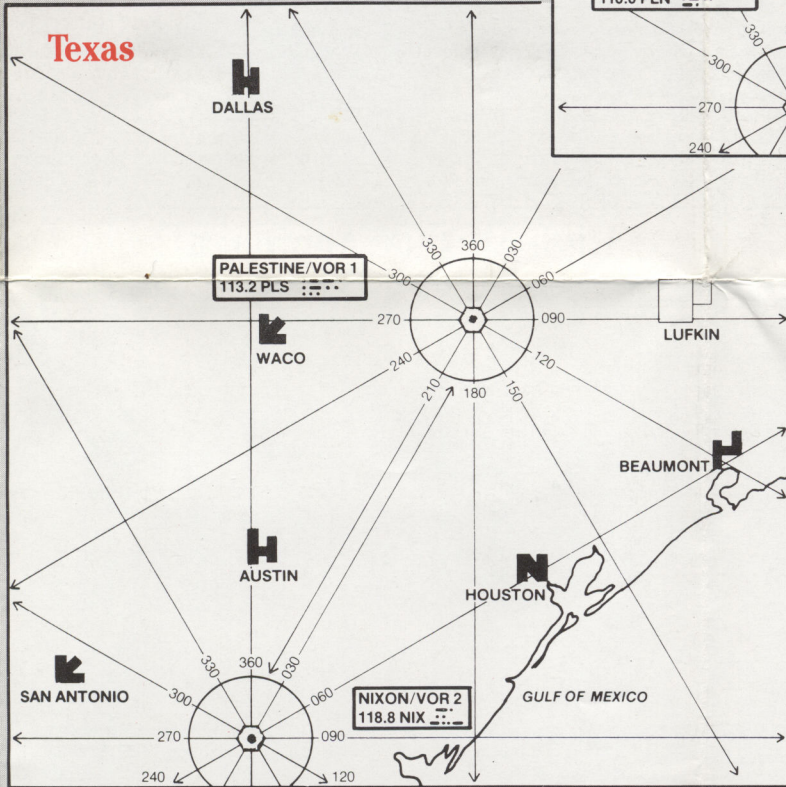 Texas
DALLAS
330
300
270
240
PALESTINE/VOR 1
113.2 PLS
360
030
060
090
120
150
180
210
240
270
300
330
WACO
LUFKIN
BEAUMONT
AUSTIN
HOUSTON
SAN ANTONIO
NIXON/VOR 2
118.8 NIX
GULF OF MEXICO
360
030
060
090
120
240
270
300
330